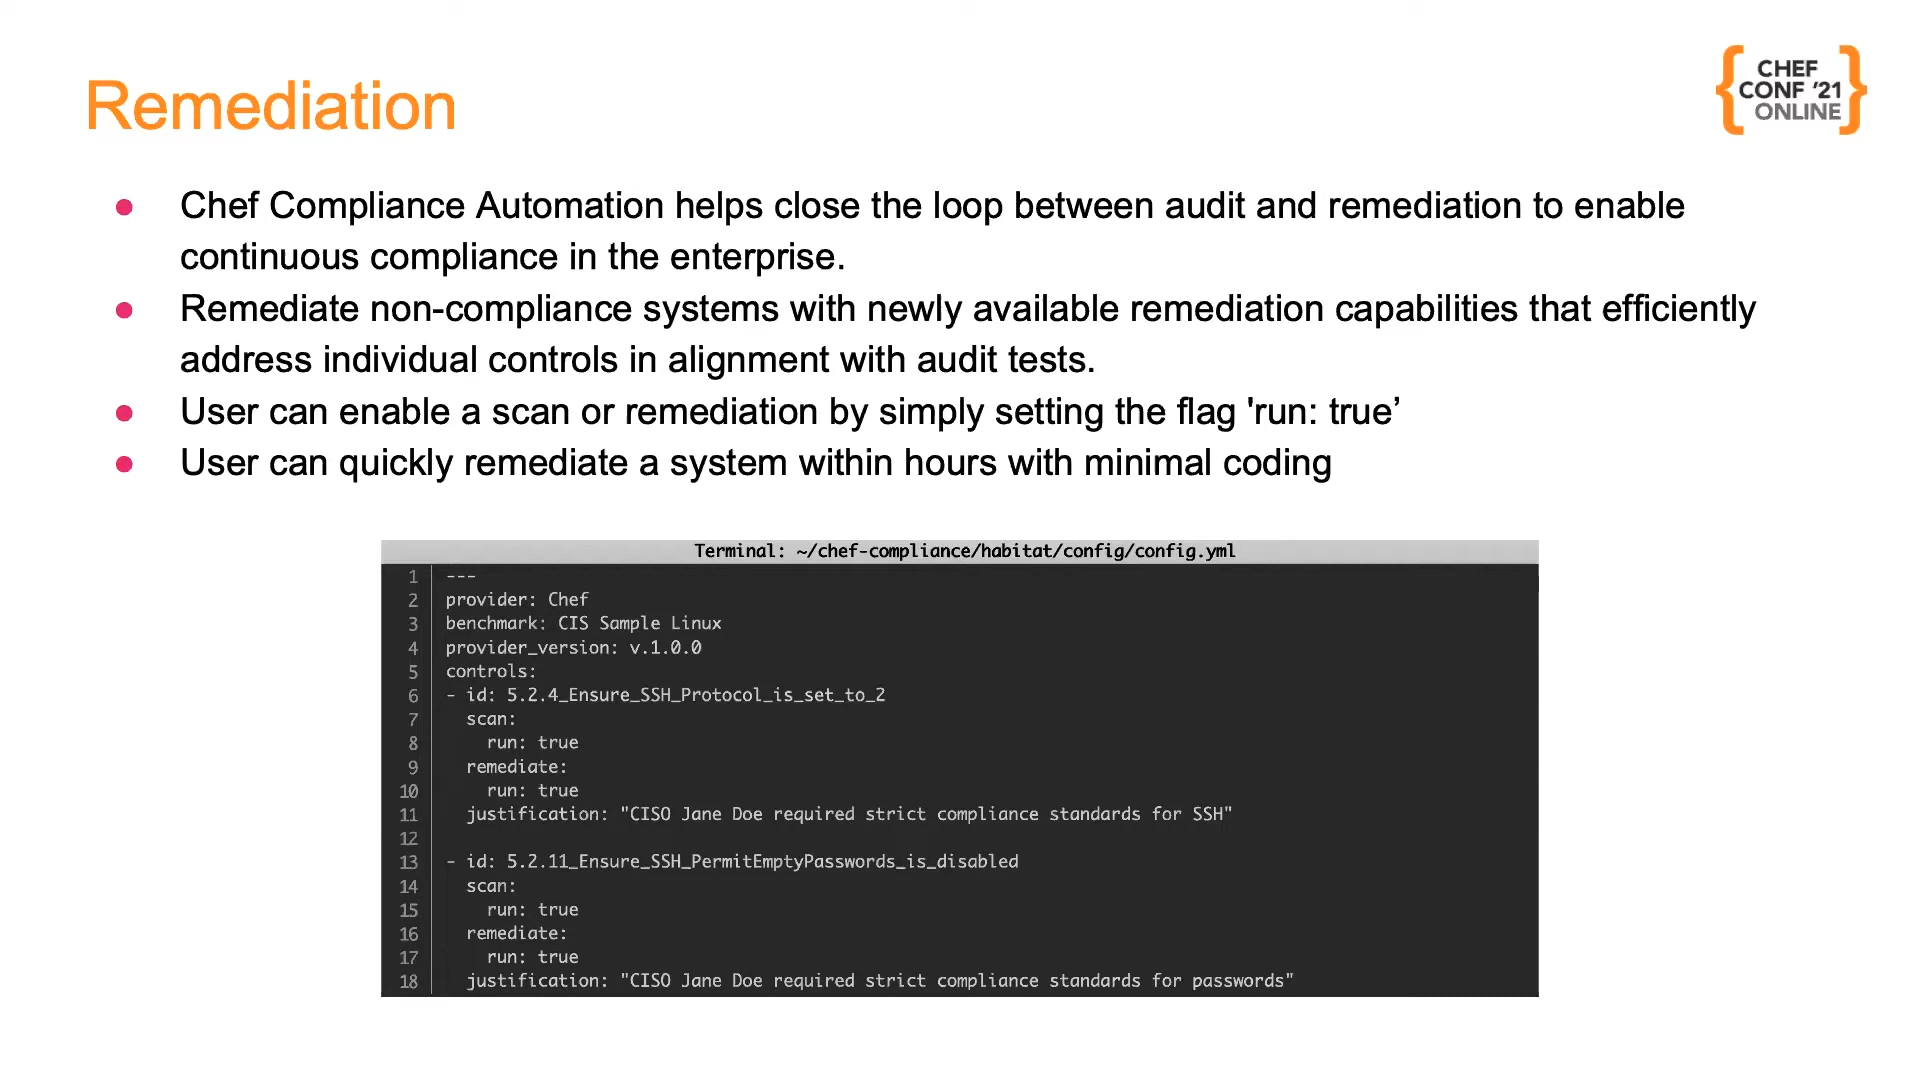 Remediation
CHEF
CONF '21
ONLINE
● Chef Compliance Automation helps close the loop between audit and remediation to enable
continuous compliance in the enterprise.
● Remediate non-compliance systems with newly available remediation capabilities that efficiently
address individual controls in alignment with audit tests.
● User can enable a scan or remediation by simply setting the flag 'run: true’
● User can quickly remediate a system within hours with minimal coding
Terminal: ~/chef-compliance/habitat/config/config.yml
1 ---
2 provider: Chef
3 benchmark: CIS Sample Linux
4 provider_version: v.1.0.0
5 controls:
6 - id: 5.2.4_Ensure_SSH_Protocol_is_set_to_2
7   scan:
8     run: true
9   remediate:
10     run: true
11   justification: "CISO Jane Doe required strict compliance standards for SSH"
12
13 - id: 5.2.11_Ensure_SSH_PermitEmptyPasswords_is_disabled
14   scan:
15     run: true
16   remediate:
17     run: true
18   justification: "CISO Jane Doe required strict compliance standards for passwords"